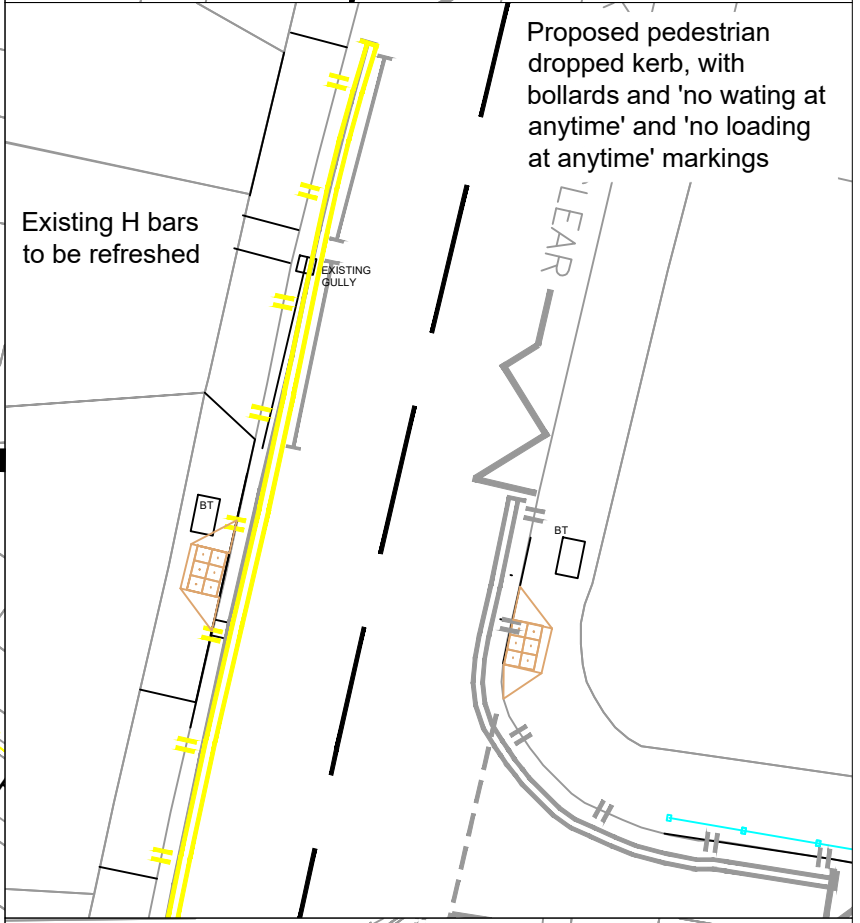 Proposed pedestrian
dropped kerb, with
bollards and 'no wating at
anytime' and 'no loading
at anytime' markings
LEAR
Existing H bars
to be refreshed
EXISTING
GULLY
BT
BT